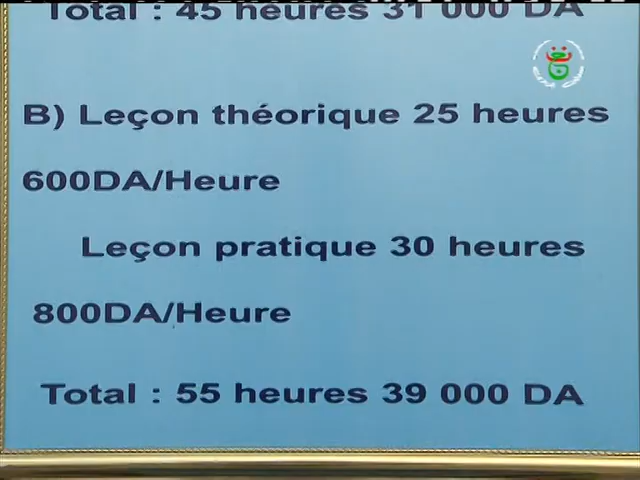 Total : 45 heures 31 000 DA
B) Leçon théorique 25 heures
600DA/Heure
Leçon pratique 30 heures
800DA/Heure
Total : 55 heures 39 000 DA